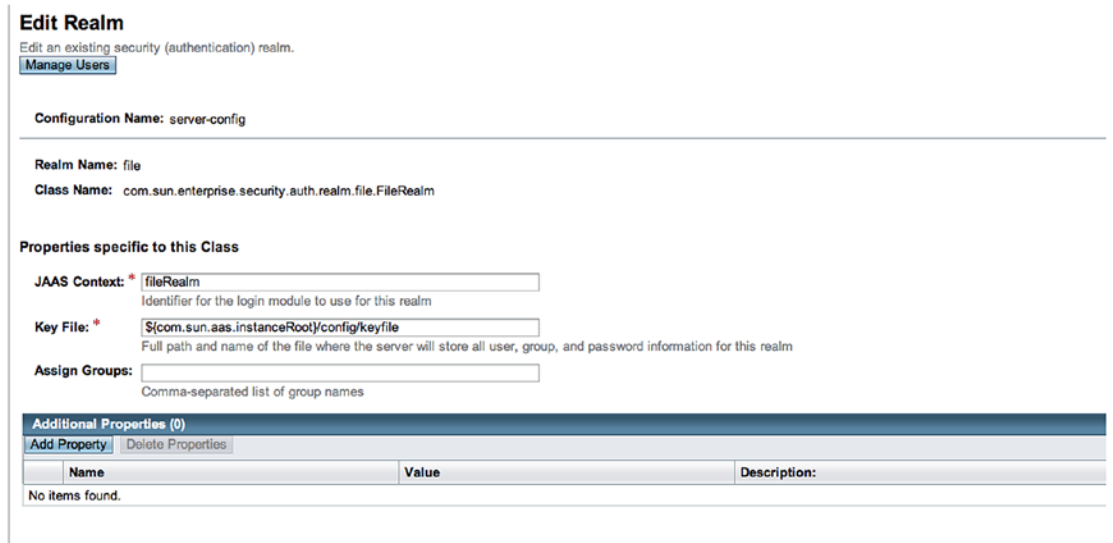 Edit Realm
Edit an existing security (authentication) realm.
Manage Users
Configuration Name: server-config
Realm Name: file
Class Name: com.sun.enterprise.security.auth.realm.file.FileRealm
Properties specific to this Class
JAAS Context: * fileRealm
Identifier for the login module to use for this realm
Key File: * ${com.sun.aas.instanceRoot}/config/keyfile
Full path and name of the file where the server will store all user, group, and password information for this realm
Assign Groups:
Comma-separated list of group names
Additional Properties (0)
Add Property Delete Properties
Name Value Description:
No items found.